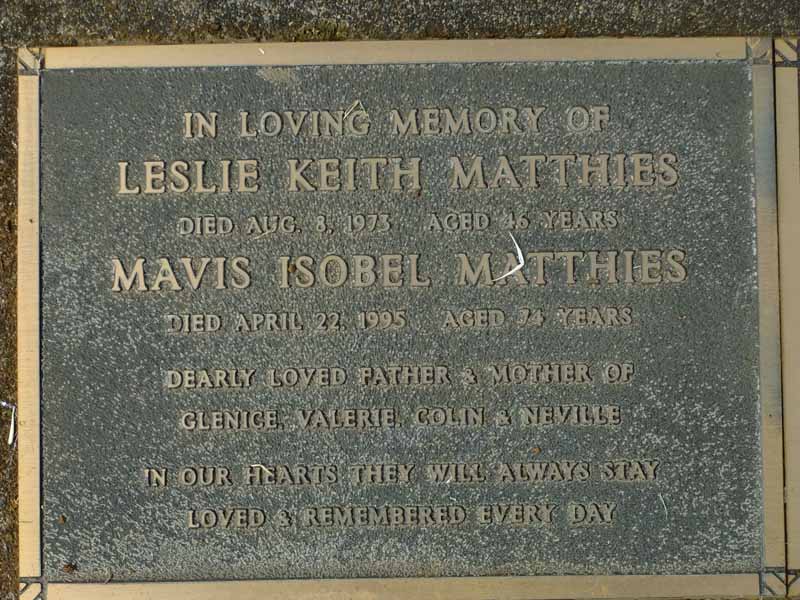 IN LOVING MEMORY OF
LESLIE KEITH MATTHIES
DIED AUG. 8, 1973 AGED 46 YEARS
MAVIS ISOBEL MATTHIES
DIED APRIL 22, 1995 AGED 74 YEARS
DEARLY LOVED FATHER & MOTHER OF
GLENICE, VALERIE, COLIN & NEVILLE
IN OUR HEARTS THEY WILL ALWAYS STAY
LOVED & REMEMBERED EVERY DAY